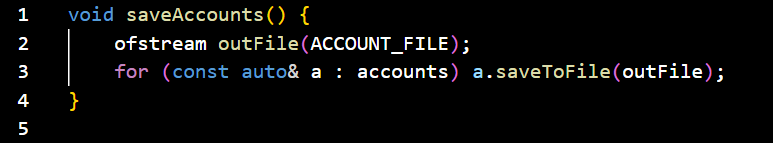 1 void saveAccounts() {
2     ofstream outFile(ACCOUNT_FILE);
3     for (const auto& a : accounts) a.saveToFile(outFile);
4 }
5